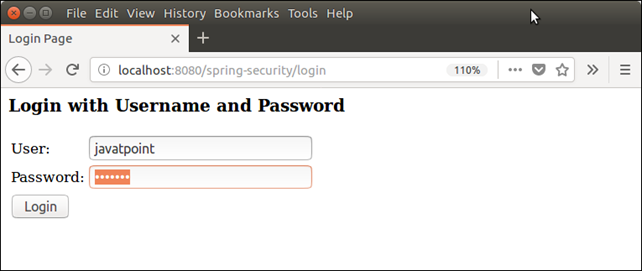 File Edit View History Bookmarks Tools Help
Login Page
localhost:8080/spring-security/login 110%
Login with Username and Password
User: javatpoint
Password: •••••••
Login